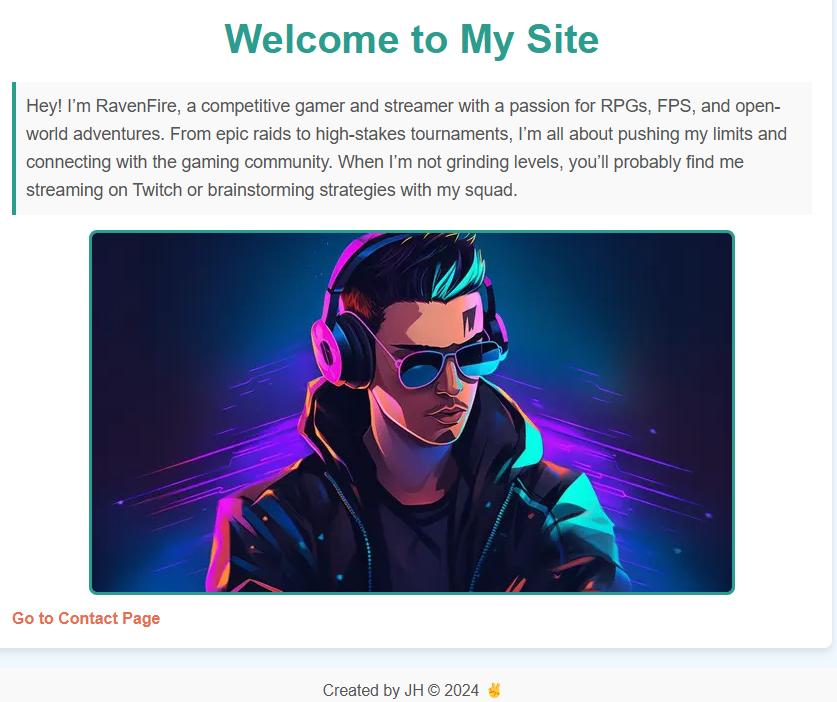 Welcome to My Site
Hey! I’m RavenFire, a competitive gamer and streamer with a passion for RPGs, FPS, and open-
world adventures. From epic raids to high-stakes tournaments, I’m all about pushing my limits and
connecting with the gaming community. When I’m not grinding levels, you’ll probably find me
streaming on Twitch or brainstorming strategies with my squad.
Go to Contact Page
Created by JH © 2024 ✌️